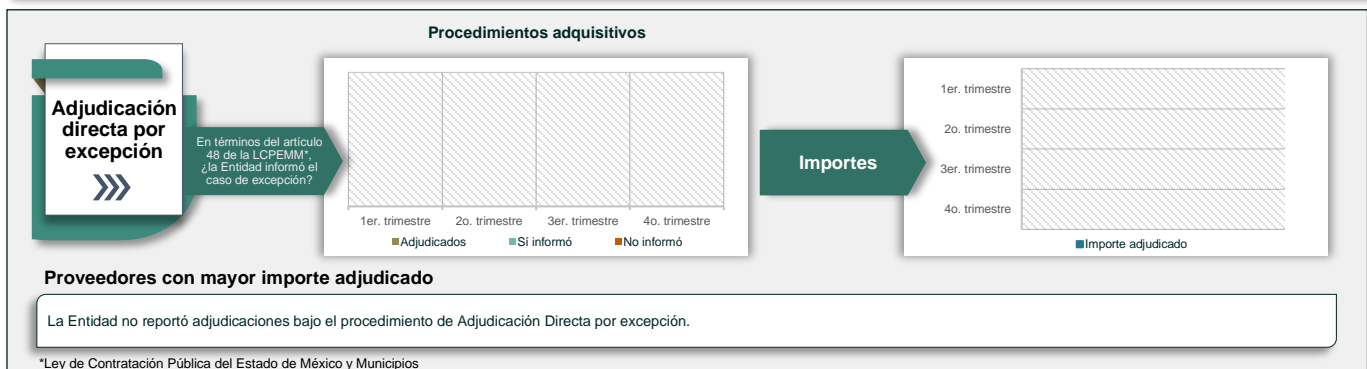 Procedimientos adquisitivos
Adjudicación
directa por
excepción
En términos del artículo
48 de la LCPEMM*,
¿la Entidad informó el
caso de excepción?
1er. trimestre 2o. trimestre 3er. trimestre 4o. trimestre
Adjudicados Sí informó No informó
Importes
1er. trimestre
2o. trimestre
3er. trimestre
4o. trimestre
Importe adjudicado
Proveedores con mayor importe adjudicado
La Entidad no reportó adjudicaciones bajo el procedimiento de Adjudicación Directa por excepción.
*Ley de Contratación Pública del Estado de México y Municipios